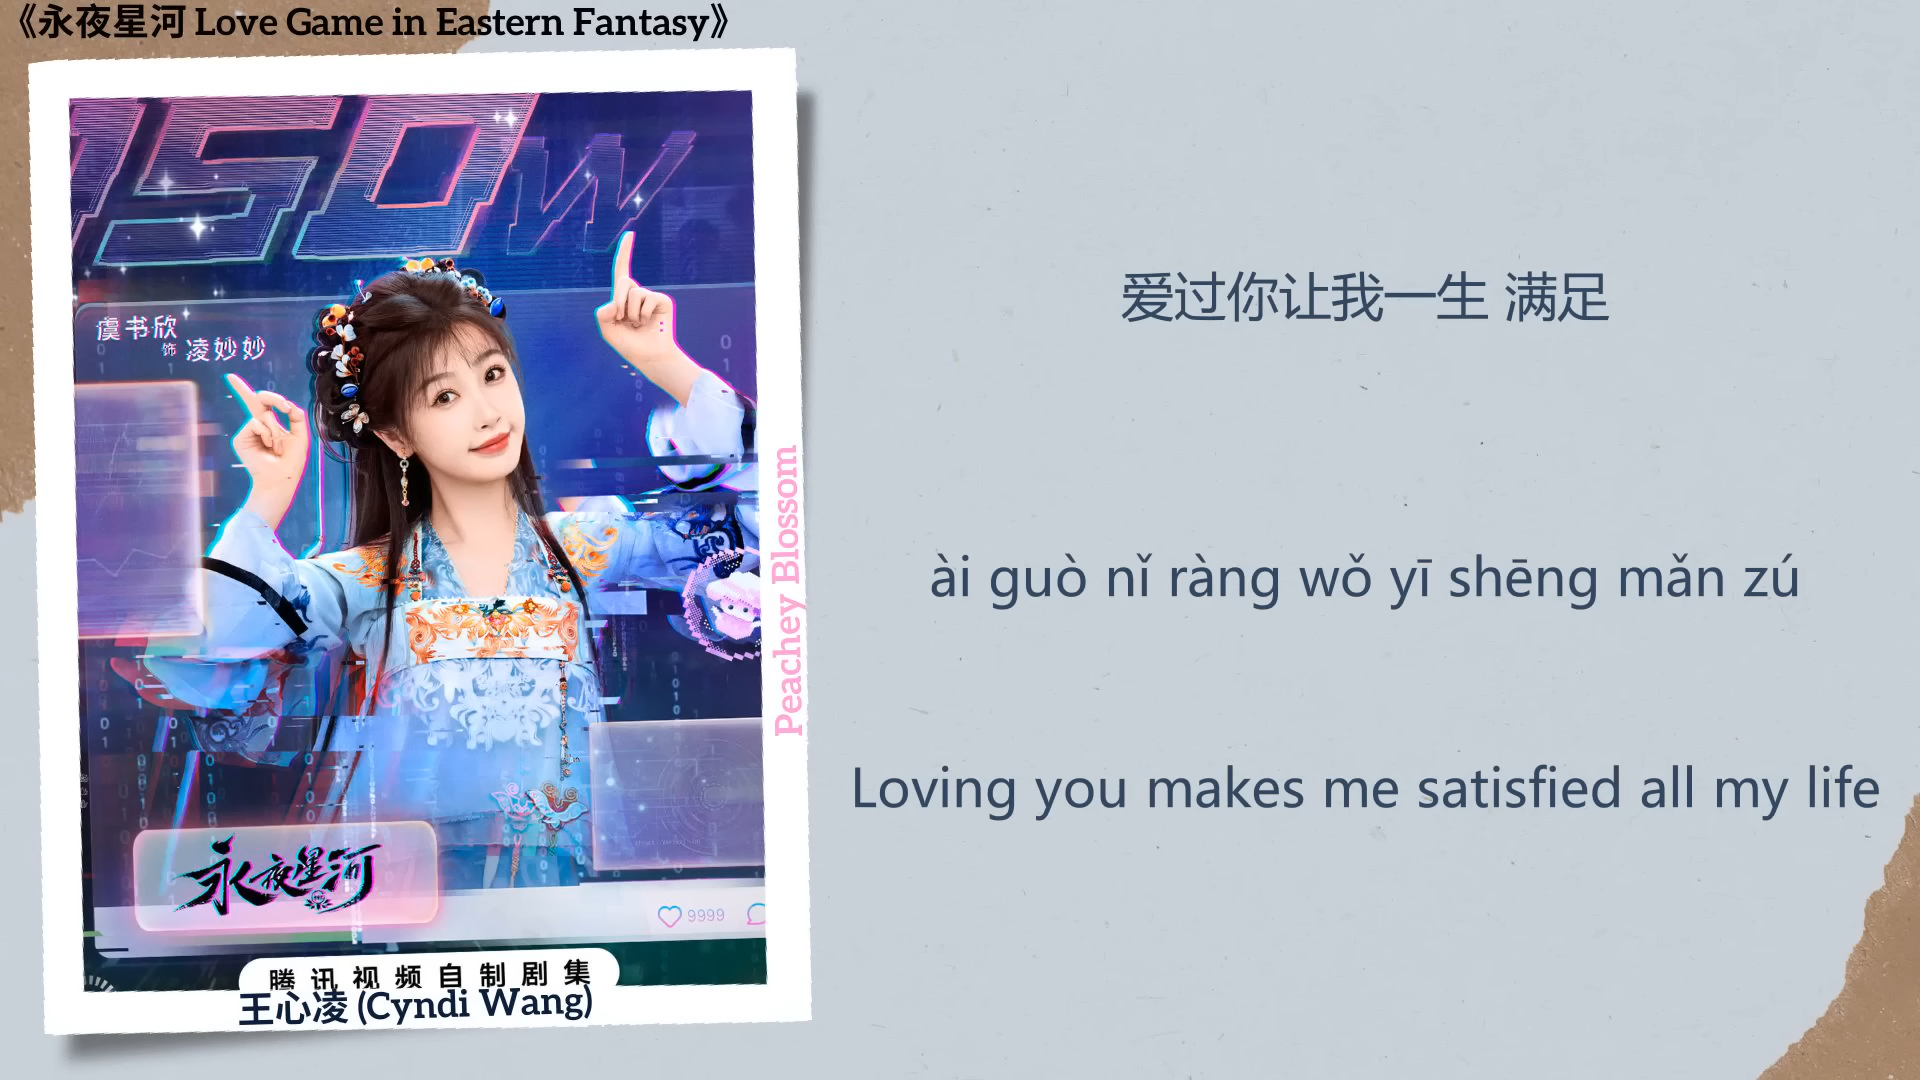 《永夜星河 Love Game in Eastern Fantasy》
虞书欣
饰 凌妙妙
爱过你让我一生 满足
ài guò nǐ ràng wǒ yī shēng mǎn zú
Loving you makes me satisfied all my life
Peachey Blossom
永夜星河
9999
腾讯视频自制剧集
王心凌 (Cyndi Wang)